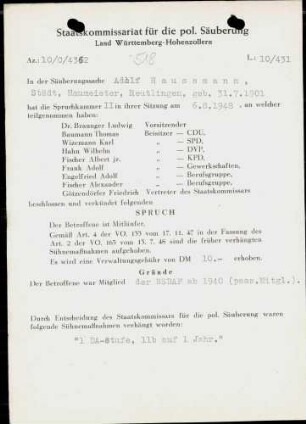 Staatskommissariat für die pol. Säuberung
Land Württemberg-Hohenzollern
Az.: 10/0/4362 L.: 10/431
In der Säuberungssache Adolf Haussmann,
Städt. Baumeister, Reutlingen, geb. 31.7.1901
hat die Spruchkammer II in ihrer Sitzung am 6.8.1948, an welcher
teilgenommen haben:
Dr. Ludwig Vorsitzender
Baumann Thomas Beisitzer — CDU,
Wizemann Karl „ — SPD,
Hahn Wilhelm „ — DVP,
Fischer Albert jr. „ — KPD,
Frank Adolf „ — Gewerkschaften,
Engelfried Adolf „ — Berufsgruppe,
Fischer Alexander „ — Berufsgruppe,
Götzendörfer Friedrich Vertreter des Staatskommissars
beschlossen und verkündet folgenden
SPRUCH
Der Betroffene ist Mitläufer.
Gemäß Art. 4 der VO. 133 vom 14. 11. 47 in der Fassung des
Art. 2 der VO. 165 vom 13. 7. 48 sind die früher verhängten
Sühnemaßnahmen aufgehoben.
Es wird eine Verwaltungsgebühr von DM 10.— erhoben.
Gründe
Der Betroffene war Mitglied der NSDAP ab 1940 (pass.Mitgl.).
Durch Entscheidung des Staatskommissars für die pol. Säuberung waren
folgende Sühnemaßnahmen verhängt worden:
"1 DA-Stufe, 11b auf 1 Jahr."